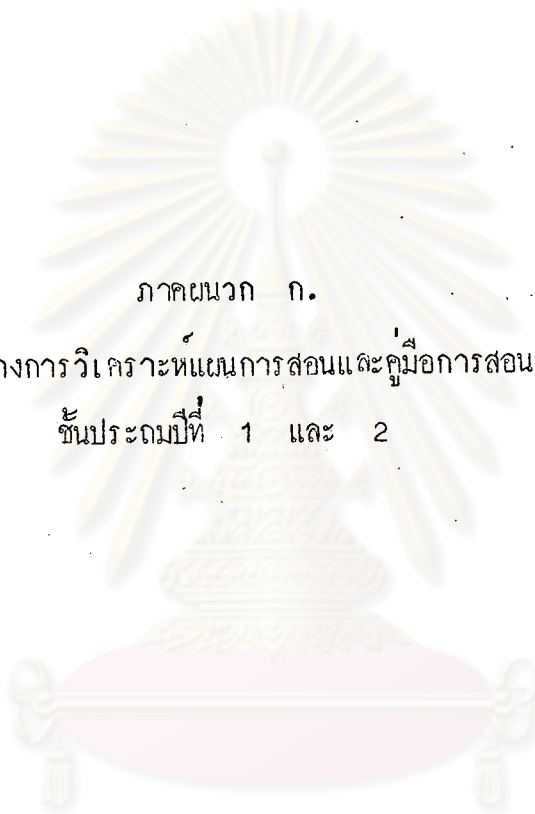 ภาคผนวก ก.
งการวิเคราะห์แผนการสอนและคู่มือการสอน
ชั้นประถมปีที่ 1 และ 2